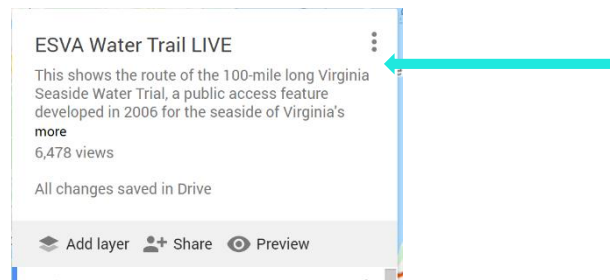 ESVA Water Trail LIVE
This shows the route of the 100-mile long Virginia
Seaside Water Trial, a public access feature
developed in 2006 for the seaside of Virginia's
more
6,478 views
All changes saved in Drive
Add layer Share Preview